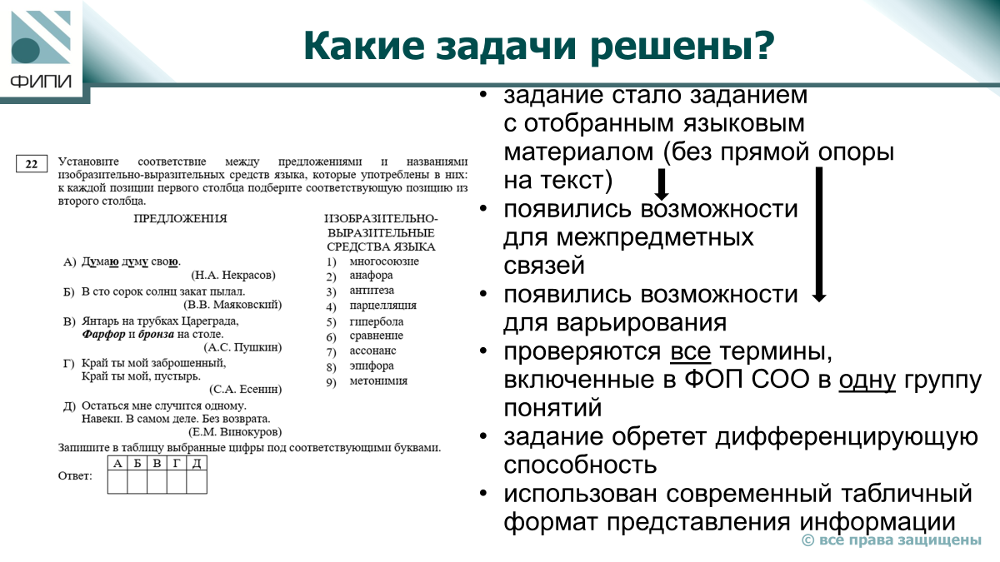 ФИПИ
Какие задачи решены?
22
Установите соответствие между предложениями и названиями
изобразительно-выразительных средств языка, которые употреблены в них:
к каждой позиции первого столбца подберите соответствующую позицию из
второго столбца.
ПРЕДЛОЖЕНИЯ
А) Думаю думу свою.
(Н.А. Некрасов)
Б) В сто сорок солнц закат пылал.
(В.В. Маяковский)
В) Янтарь на трубках Цареграда,
Фарфор и бронза на столе.
(А.С. Пушкин)
Г) Край ты мой заброшенный,
Край ты мой, пустырь.
(С.А. Есенин)
Д) Остаться мне случится одному.
Навеки. В самом деле. Без возврата.
(Е.М. Винокуров)
ИЗОБРАЗИТЕЛЬНО-
ВЫРАЗИТЕЛЬНЫЕ
СРЕДСТВА ЯЗЫКА
1) многосоюзие
2) анафора
3) антитеза
4) парцелляция
5) гипербола
6) сравнение
7) ассонанс
8) эпифора
9) метонимия
Запишите в таблицу выбранные цифры под соответствующими буквами.
Ответ:
А Б В Г Д
• задание стало заданием
с отобранным языковым
материалом (без прямой опоры
на текст)
• появились возможности
для межпредметных
связей
• появились возможности
для варьирования
• проверяются все термины,
включенные в ФОП СОО в одну группу
понятий
• задание обретет дифференцирующую
способность
• использован современный табличный
формат представления информации
© все права защищены